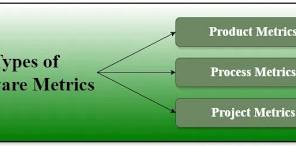 ypes of
are Metrics
Product Metrics
Process Metrics
Project Metrics